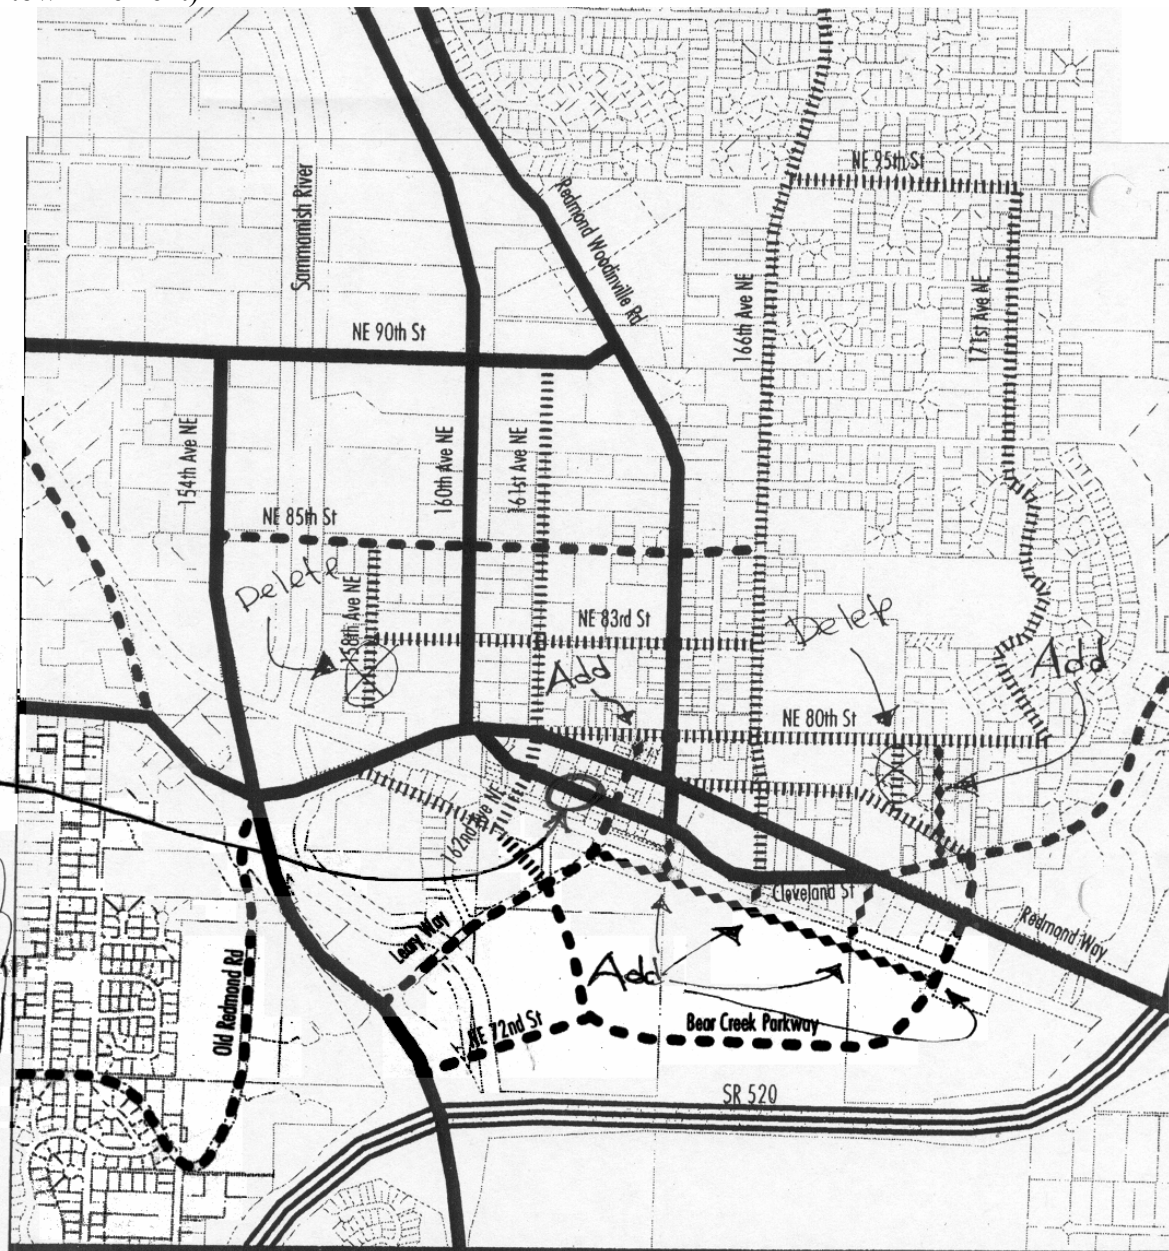 NE 95th St
Sammamish River
Redmond Woodinville Rd
166th Ave NE
171st Ave NE
NE 90th St
154th Ave NE
160th Ave NE
161st Ave NE
NE 85th St
Delete
158th Ave NE
NE 83rd St
Delete
Add
Add
NE 80th St
162nd Ave NE
Cleveland St
Leary Way
Redmond Way
Old Redmond Rd
Add
NE 72nd St
Bear Creek Parkway
SR 520